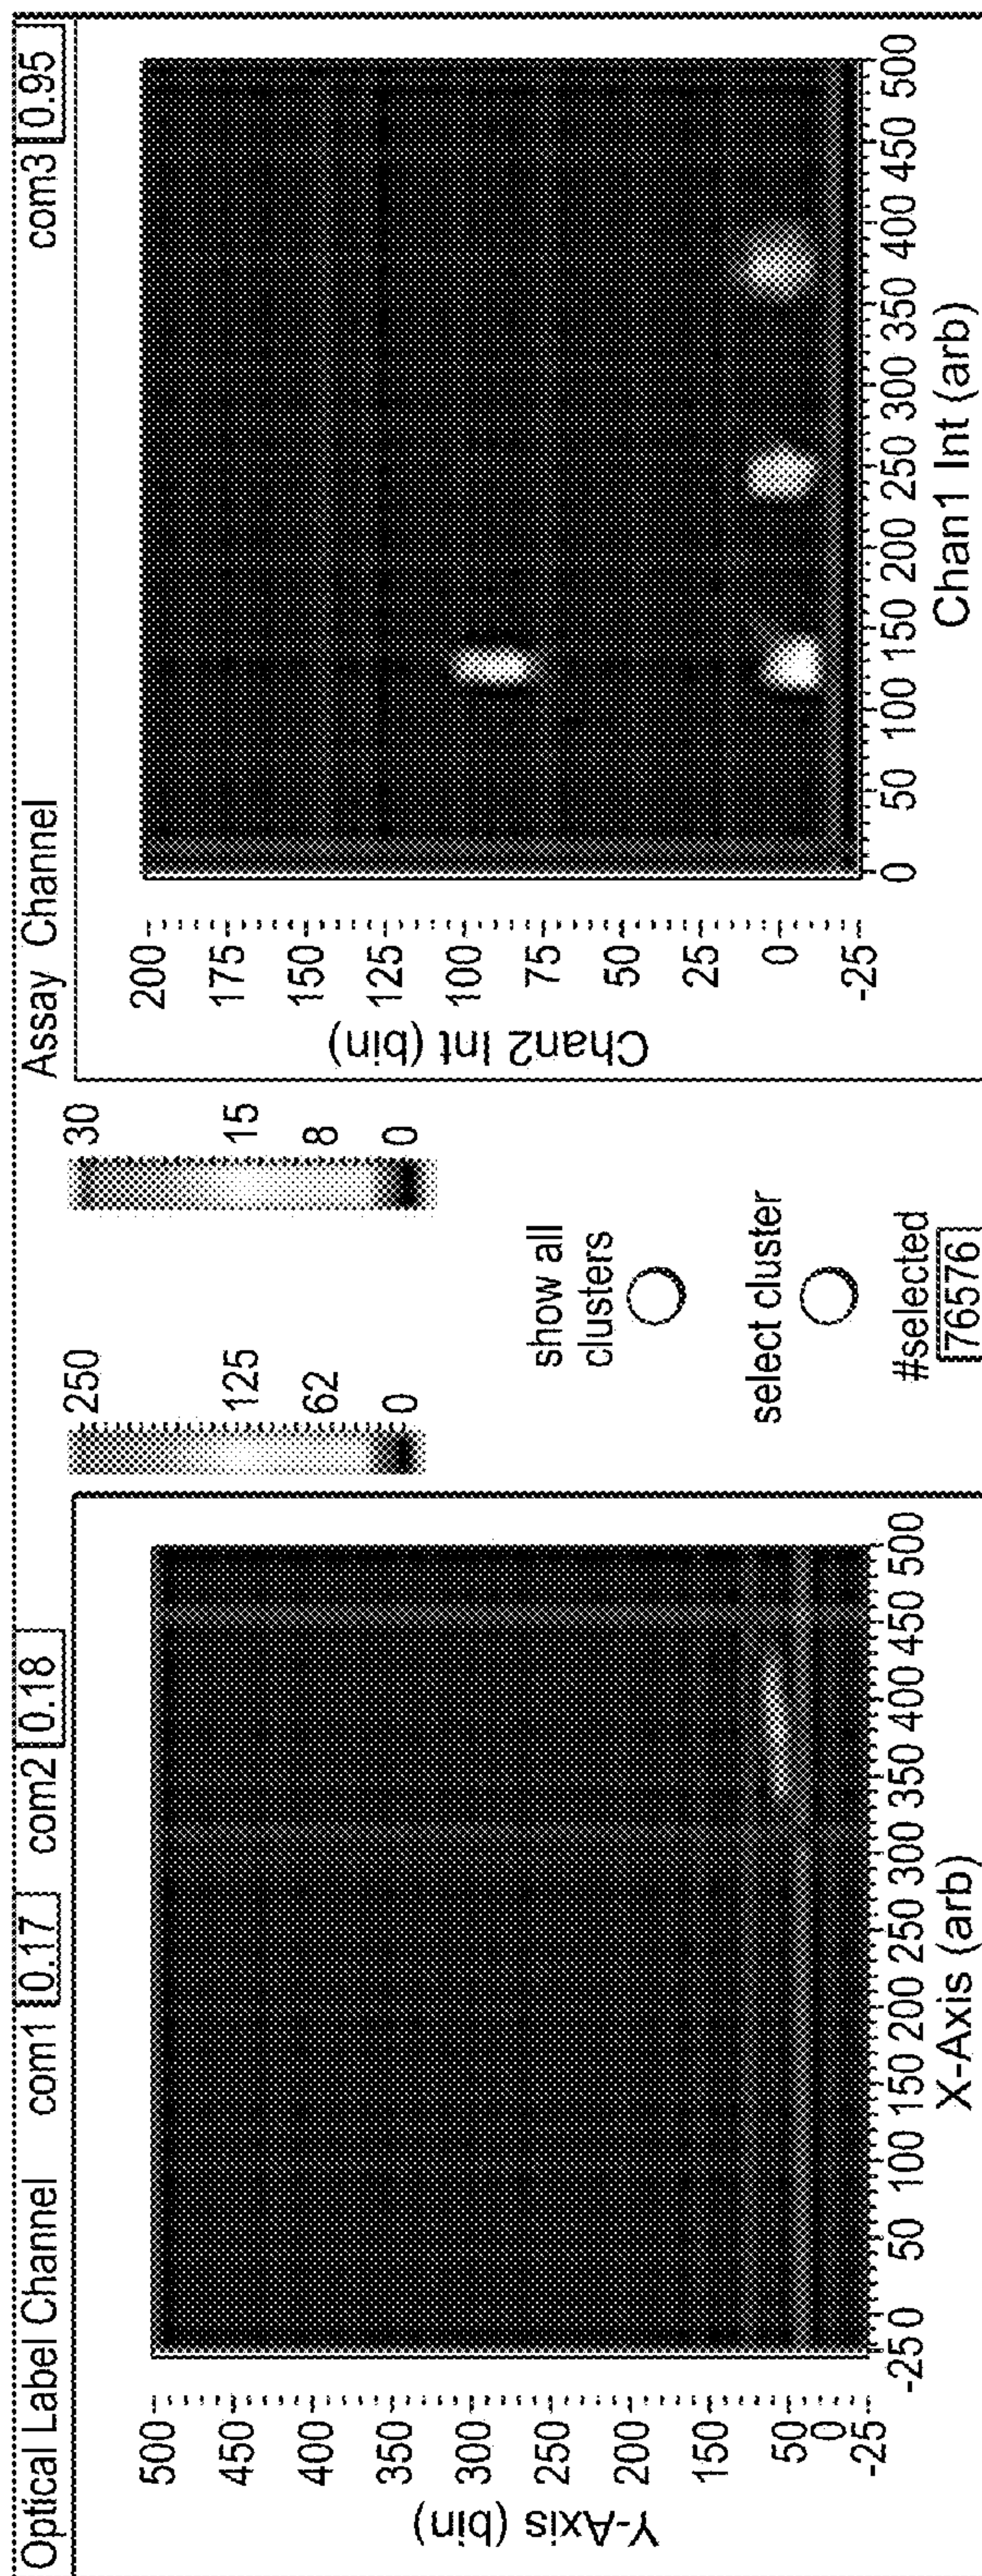 Optical Label Channel com1 0.17 com2 0.18
500
450
400
350
300
250
200
150
50
0
-25
Y-Axis (bin)
-25 0 50 100 150 200 250 300 350 400 450 500
X-Axis (arb)
250
125
62
0
30
15
8
0
show all
clusters
select cluster
#selected
76576
Assay Channel com3 0.95
200
175
150
125
100
75
50
25
0
-25
Chan2 Int (bin)
0 50 100 150 200 250 300 350 400 450 500
Chan1 Int (arb)